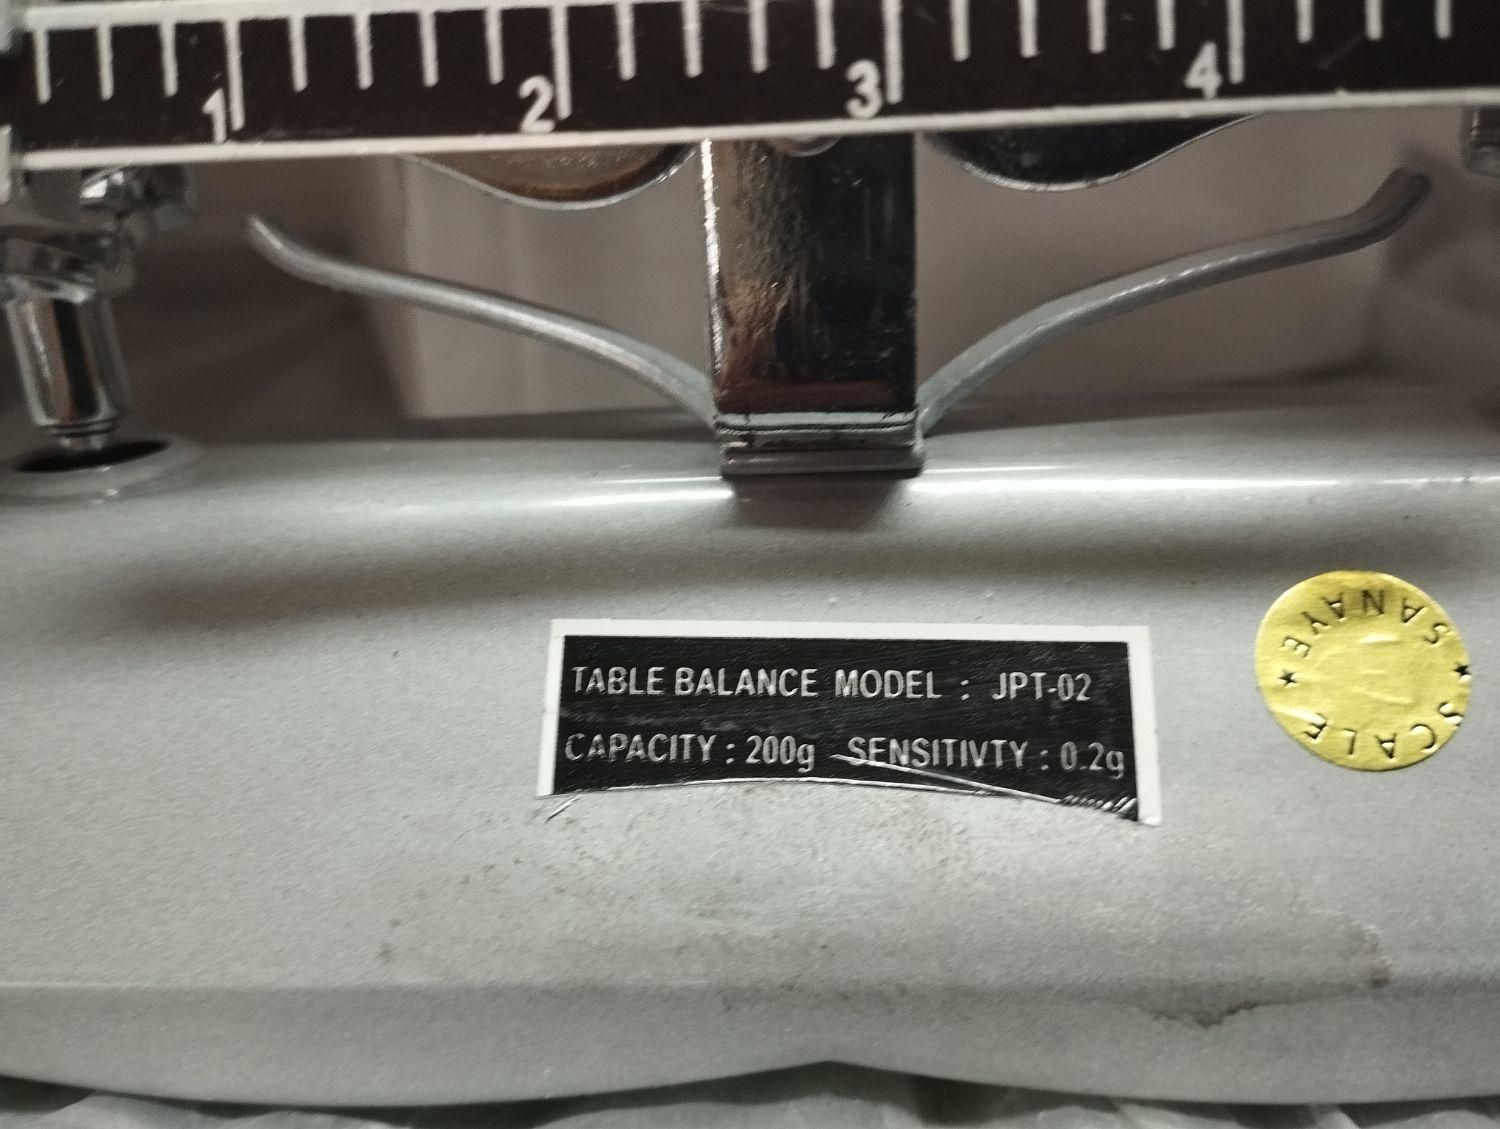 1 2 3 4
TABLE BALANCE MODEL : JPT-02
CAPACITY : 200g SENSITIVTY : 0.2g
SANAYE ★ SCALE ★